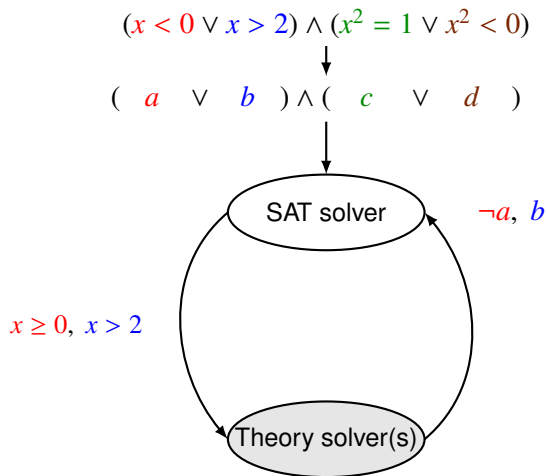 (x < 0 ∨ x > 2) ∧ (x² = 1 ∨ x² < 0)
( a ∨ b ) ∧ ( c ∨ d )
SAT solver
¬a, b
x ≥ 0, x > 2
Theory solver(s)